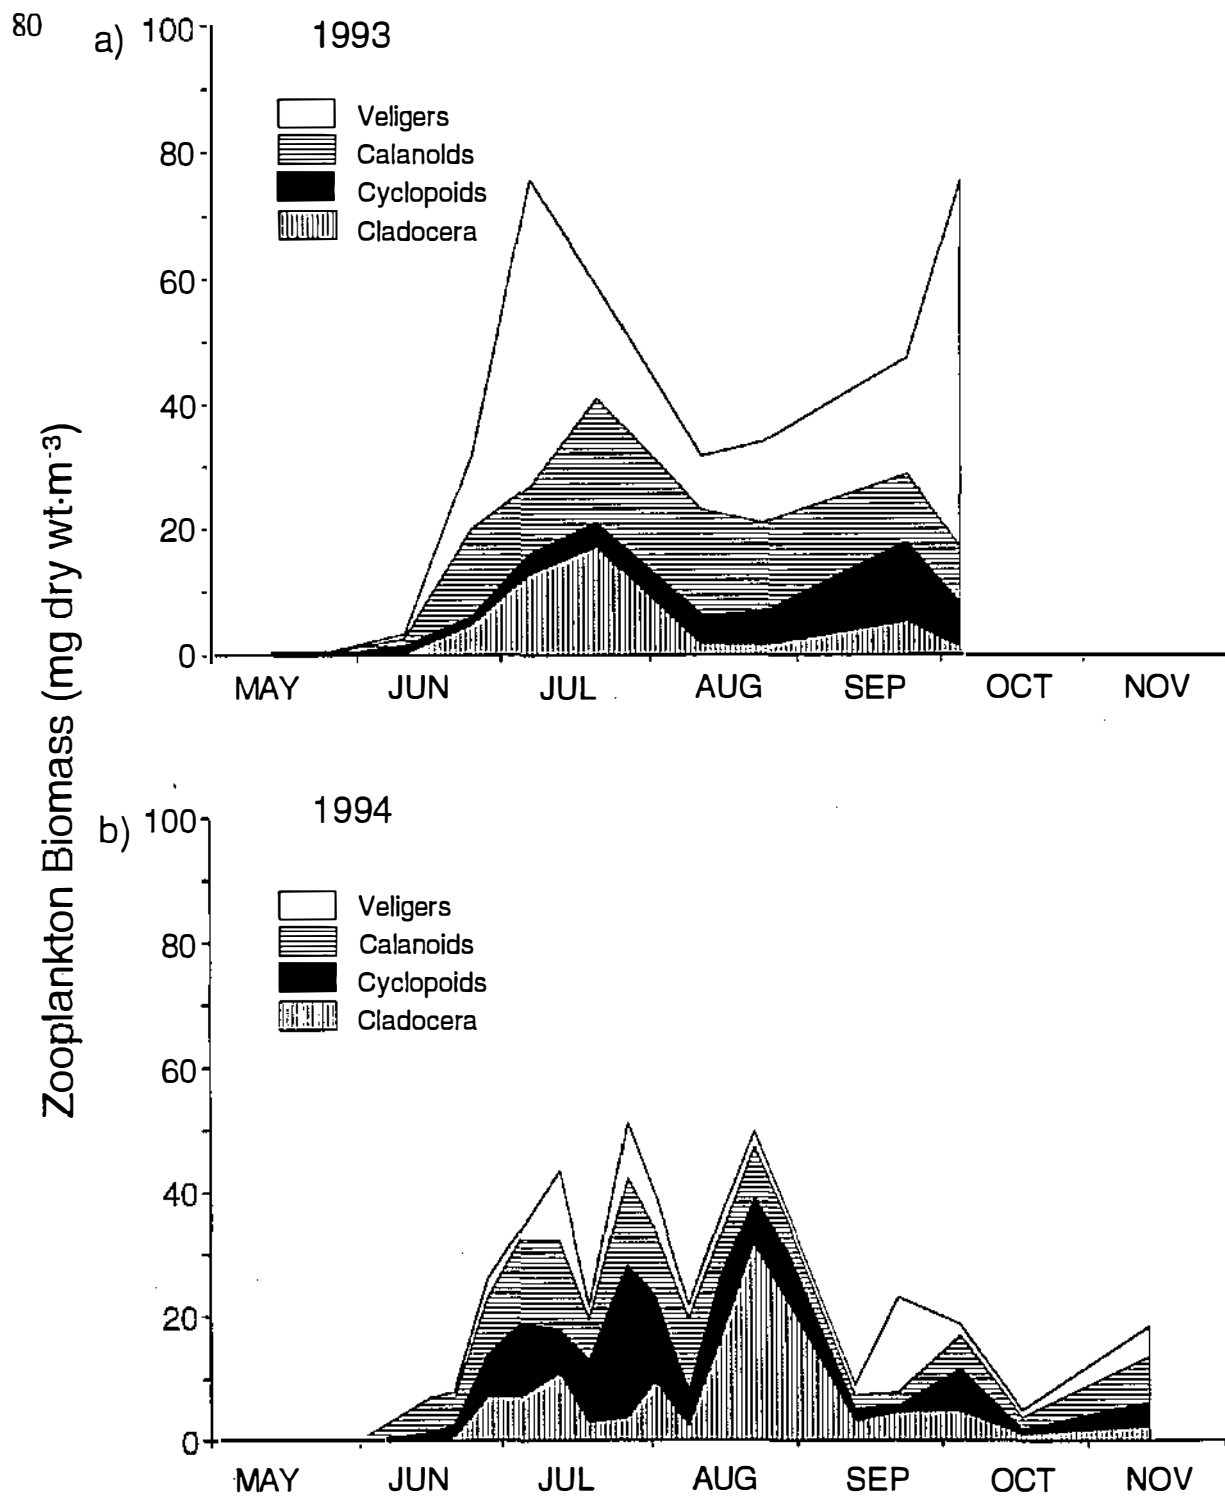 80
a)
1993
100
80
60
40
20
0
Veligers
Calanolds
Cyclopoids
Cladocera
MAY JUN JUL AUG SEP OCT NOV
Zooplankton Biomass (mg dry wt·m-3)
b)
1994
100
80
60
40
20
0
Veligers
Calanoids
Cyclopoids
Cladocera
MAY JUN JUL AUG SEP OCT NOV